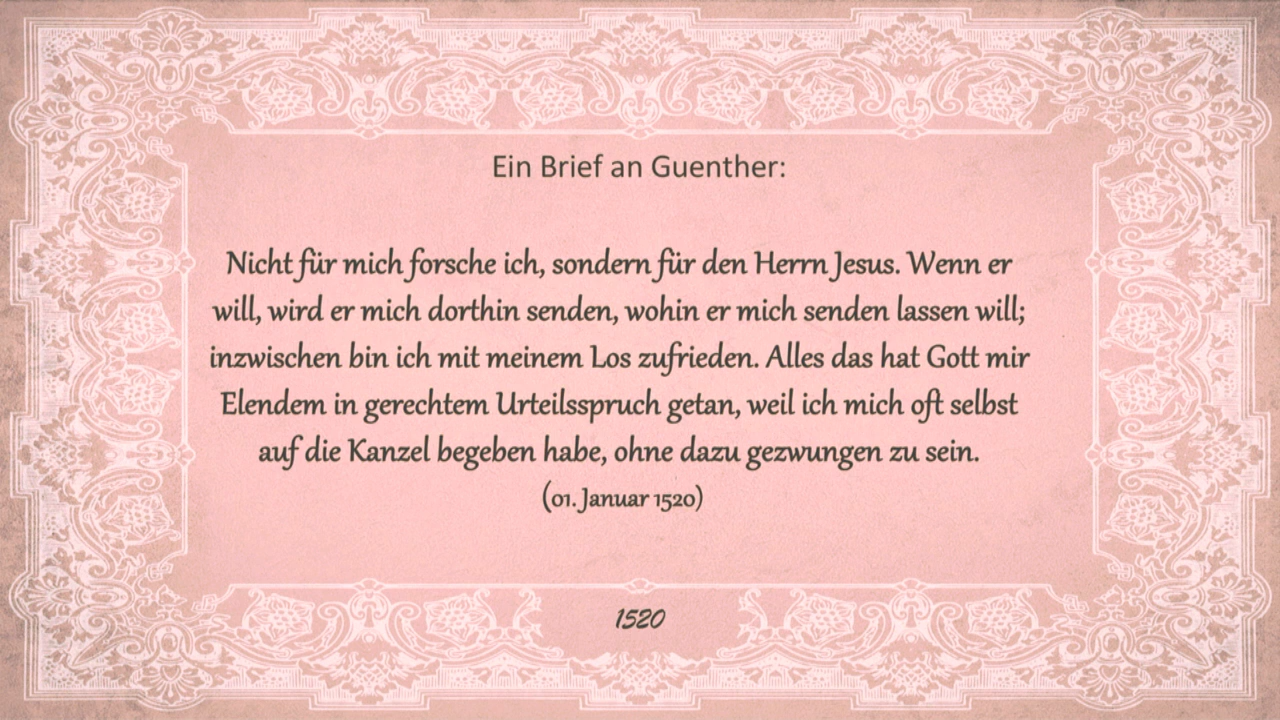 Ein Brief an Guenther:
Nicht für mich forsche ich, sondern für den Herrn Jesus. Wenn er
will, wird er mich dorthin senden, wohin er mich senden lassen will;
inzwischen bin ich mit meinem Los zufrieden. Alles das hat Gott mir
Elendem in gerechtem Urteilsspruch getan, weil ich mich oft selbst
auf die Kanzel begeben habe, ohne dazu gezwungen zu sein.
(01. Januar 1520)
1520